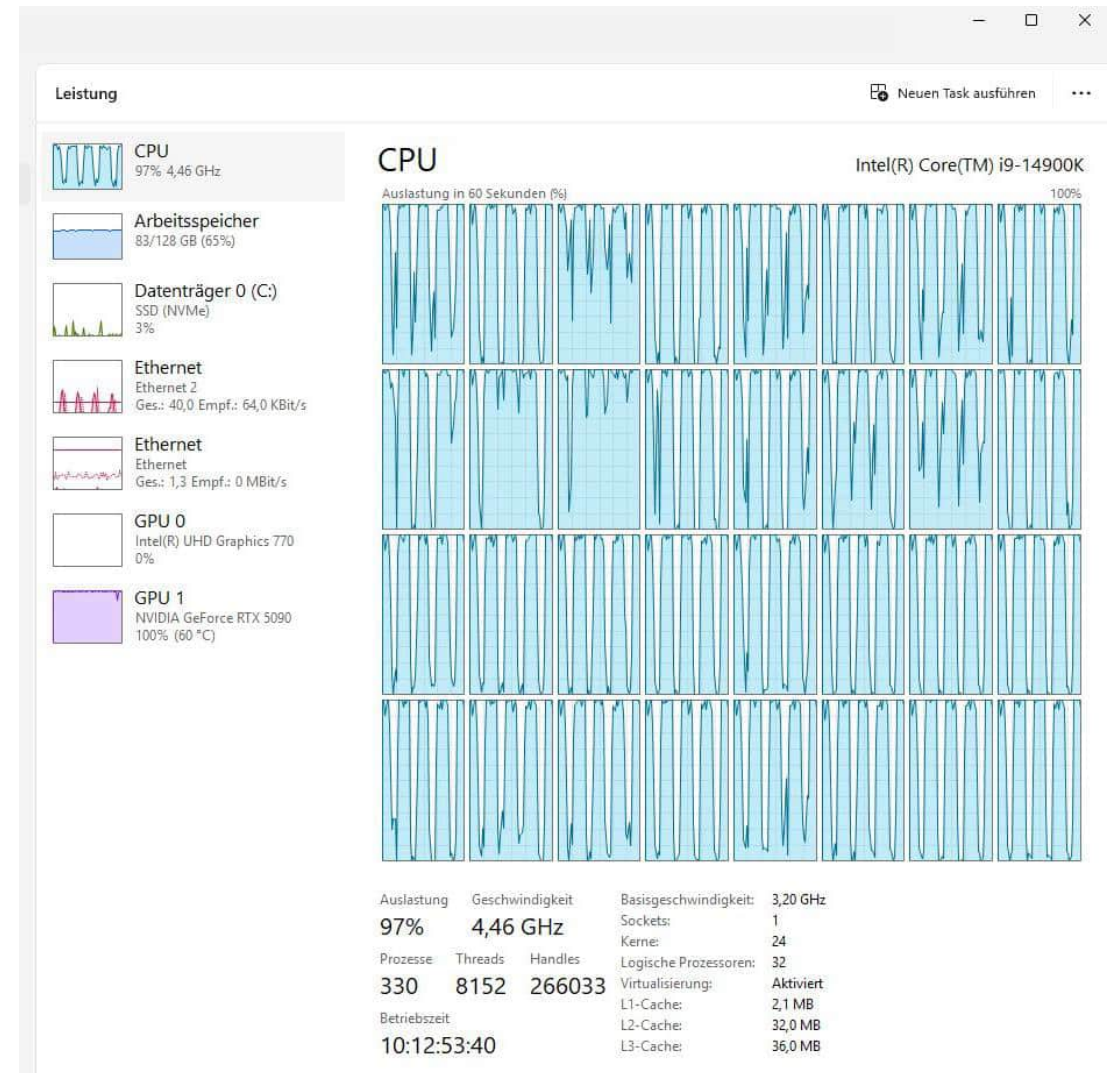 Leistung
Neuen Task ausführen
CPU
97% 4,46 GHz
Arbeitsspeicher
83/128 GB (65%)
Datenträger 0 (C:)
SSD (NVMe)
3%
Ethernet
Ethernet 2
Ges.: 40,0 Empf.: 64,0 KBit/s
Ethernet
Ethernet
Ges.: 1,3 Empf.: 0 MBit/s
GPU 0
Intel(R) UHD Graphics 770
0%
GPU 1
NVIDIA GeForce RTX 5090
100% (60 °C)
CPU
Intel(R) Core(TM) i9-14900K
Auslastung in 60 Sekunden (%)
100%
Auslastung Geschwindigkeit
97% 4,46 GHz
Prozesse Threads Handles
330 8152 266033
Betriebszeit
10:12:53:40
Basisgeschwindigkeit: 3,20 GHz
Sockets: 1
Kerne: 24
Logische Prozessoren: 32
Virtualisierung: Aktiviert
L1-Cache: 2,1 MB
L2-Cache: 32,0 MB
L3-Cache: 36,0 MB